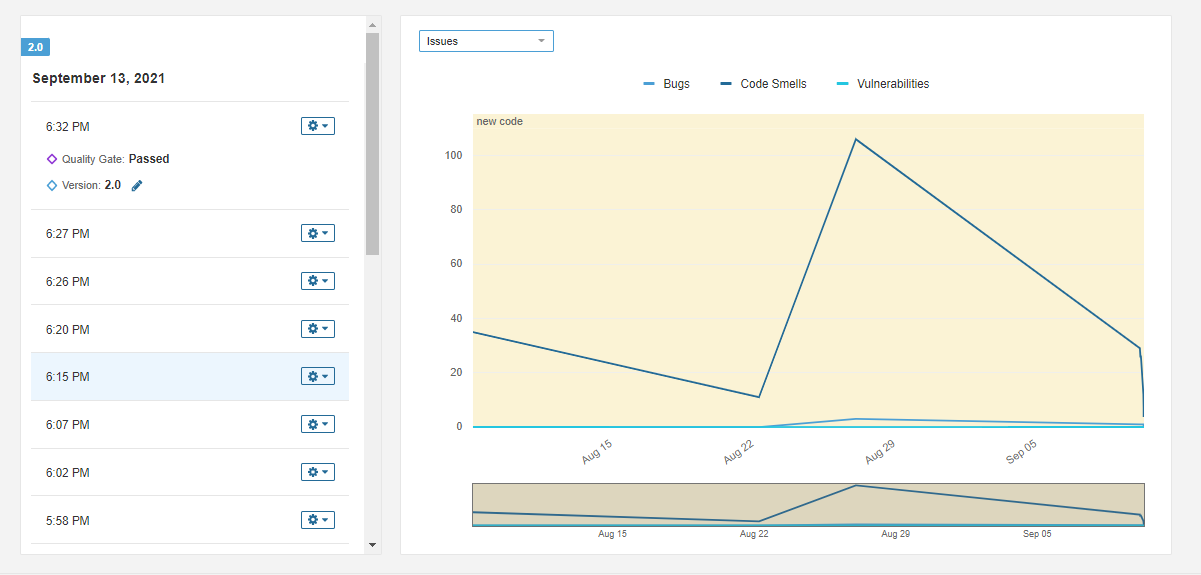 2.0
September 13, 2021
6:32 PM
Quality Gate: Passed
Version: 2.0
6:27 PM
6:26 PM
6:20 PM
6:15 PM
6:07 PM
6:02 PM
5:58 PM
Issues
Bugs Code Smells Vulnerabilities
new code
100
80
60
40
20
0
Aug 15 Aug 22 Aug 29 Sep 05
Aug 15 Aug 22 Aug 29 Sep 05